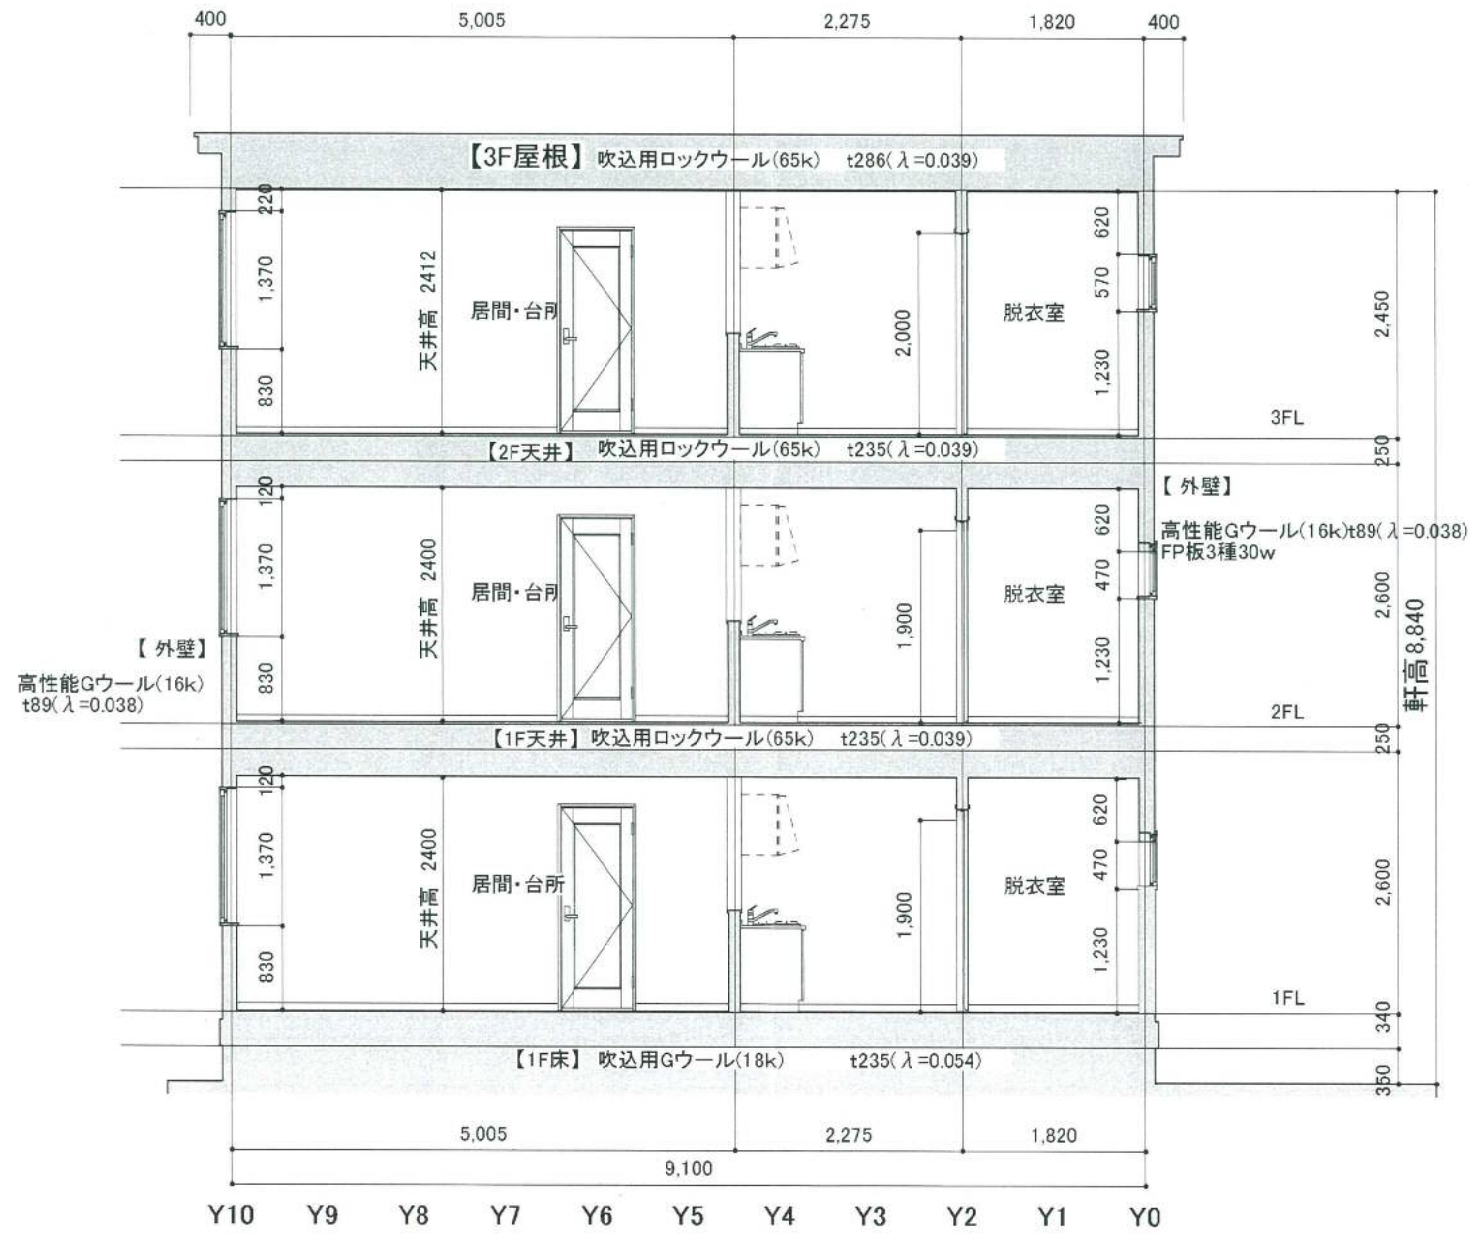 400 5,005 2,275 1,820 400
【3F屋根】 吹込用ロックウール(65k) t286(λ=0.039)
220
1,370
830
天井高 2412
居間・台所
2,000
脱衣室
620
570
1,230
2,450
3FL
【2F天井】 吹込用ロックウール(65k) t235(λ=0.039)
250
【 外壁】
高性能Gウール(16k)t89(λ=0.038)
FP板3種30w
120
1,370
830
天井高 2400
居間・台所
1,900
脱衣室
620
470
1,230
2,600
軒高 8,840
【 外壁】
高性能Gウール(16k)
t89(λ=0.038)
2FL
【1F天井】 吹込用ロックウール(65k) t235(λ=0.039)
250
120
1,370
830
天井高 2400
居間・台所
1,900
脱衣室
620
470
1,230
2,600
1FL
340
【1F床】 吹込用Gウール(18k) t235(λ=0.054)
350
5,005 2,275 1,820
9,100
Y10 Y9 Y8 Y7 Y6 Y5 Y4 Y3 Y2 Y1 Y0